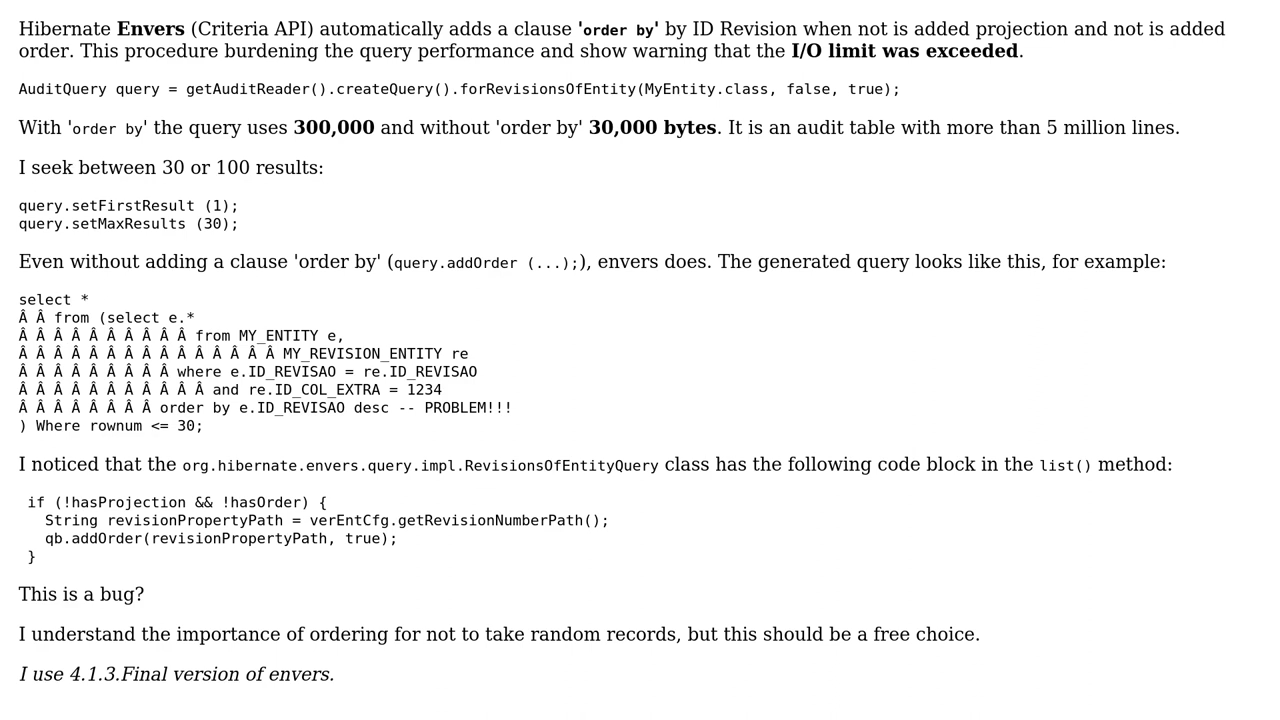 Hibernate Envers (Criteria API) automatically adds a clause 'order by' by ID Revision when not is added projection and not is added
order. This procedure burdening the query performance and show warning that the I/O limit was exceeded.
AuditQuery query = getAuditReader().createQuery().forRevisionsOfEntity(MyEntity.class, false, true);
With 'order by' the query uses 300,000 and without 'order by' 30,000 bytes. It is an audit table with more than 5 million lines.
I seek between 30 or 100 results:
query.setFirstResult (1);
query.setMaxResults (30);
Even without adding a clause 'order by' (query.addOrder (...);), envers does. The generated query looks like this, for example:
select *
Â Â from (select e.*
Â Â Â Â Â Â Â Â Â Â from MY_ENTITY e,
Â Â Â Â Â Â Â Â Â Â Â Â Â Â Â MY_REVISION_ENTITY re
Â Â Â Â Â Â Â Â Â where e.ID_REVISAO = re.ID_REVISAO
Â Â Â Â Â Â Â Â Â Â Â and re.ID_COL_EXTRA = 1234
Â Â Â Â Â Â Â Â order by e.ID_REVISAO desc -- PROBLEM!!!
) Where rownum <= 30;
I noticed that the org.hibernate.envers.query.impl.RevisionsOfEntityQuery class has the following code block in the list() method:
if (!hasProjection && !hasOrder) {
String revisionPropertyPath = verEntCfg.getRevisionNumberPath();
qb.addOrder(revisionPropertyPath, true);
}
This is a bug?
I understand the importance of ordering for not to take random records, but this should be a free choice.
I use 4.1.3.Final version of envers.